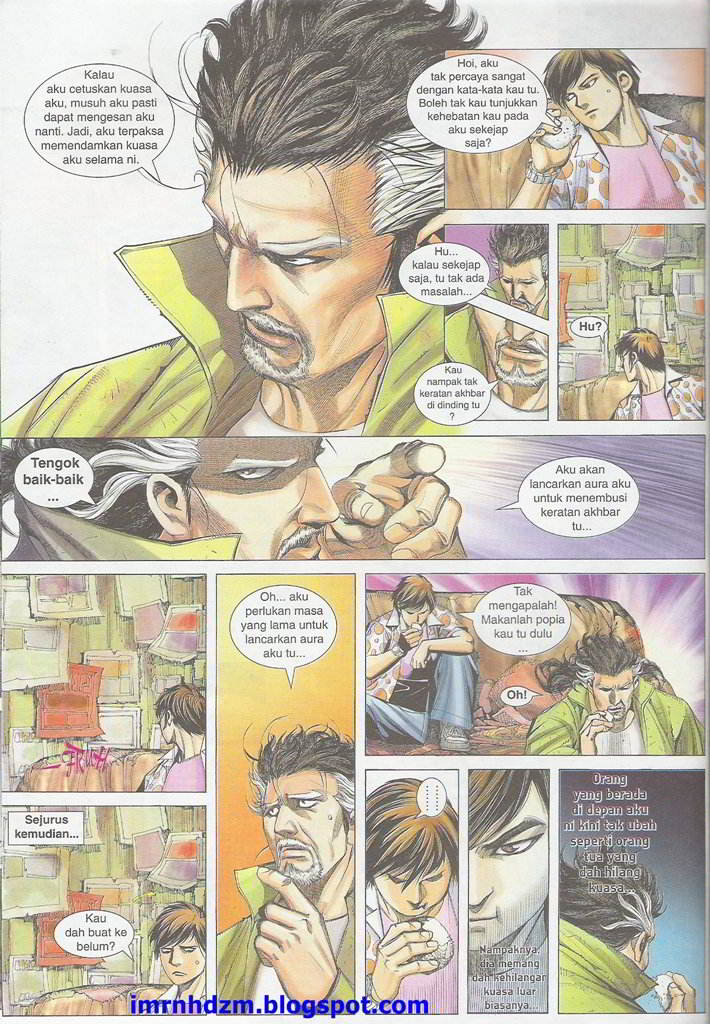 Kalau
aku cetuskan kuasa
aku, musuh aku pasti
dapat mengesan aku
nanti. Jadi, aku terpaksa
memendamkan kuasa
aku selama ni.
Hoi, aku
tak percaya sangat
dengan kata-kata kau tu.
Boleh tak kau tunjukkan
kehebatan kau pada
aku sekejap
saja?
Hu...
kalau sekejap
saja, tu tak ada
masalah...
Kau
nampak tak
keratan akhbar
di dinding tu
?
Hu?
Tengok
baik-baik
...
Aku akan
lancarkan aura aku
untuk menembusi
keratan akhbar
tu...
Oh... aku
perlukan masa
yang lama untuk
lancarkan aura
aku tu...
Tak
mengapalah!
Makanlah popia
kau tu dulu
...
Oh!
Sejurus
kemudian...
Kau
dah buat ke
belum?
Nampaknya,
dia memang
dah kehilangan
kuasa luar
biasanya...
Orang
yang berada
di depan aku
ni kini tak ubah
seperti orang
tua yang
dah hilang
kuasa...
imrnhdzm.blogspot.com